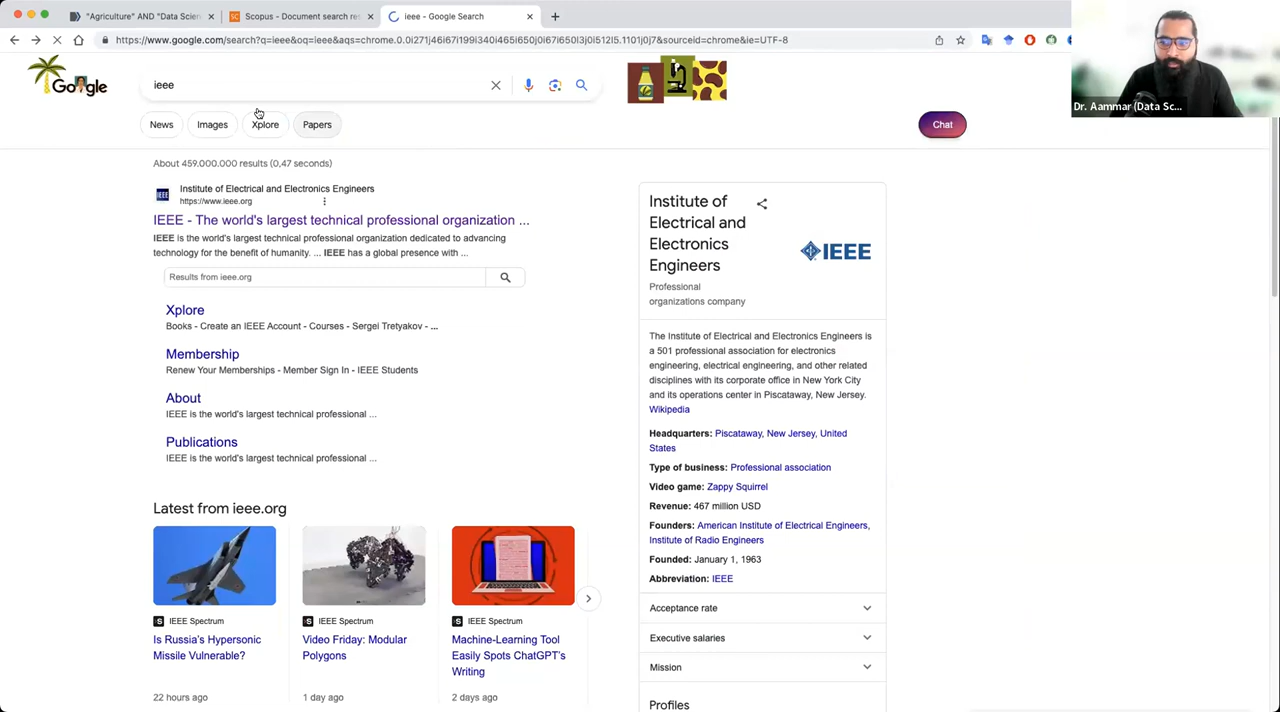 "Agriculture" AND "Data Scien
Scopus - Document search res
ieee - Google Search
https://www.google.com/search?q=ieee&oq=ieee&aqs=chrome.0.0i271j46i67i199i340i465i650j0i67i650l3j0i512l5.1101j0j7&sourceid=chrome&ie=UTF-8
Google
ieee
News
Images
Xplore
Papers
Chat
Dr. Aammar (Data Sc...
About 459.000.000 results (0,47 seconds)
IEEE
Institute of Electrical and Electronics Engineers
https://www.ieee.org
IEEE - The world's largest technical professional organization ...
IEEE is the world's largest technical professional organization dedicated to advancing
technology for the benefit of humanity. ... IEEE has a global presence with ...
Results from ieee.org
Xplore
Books - Create an IEEE Account - Courses - Sergei Tretyakov - ...
Membership
Renew Your Memberships - Member Sign In - IEEE Students
About
IEEE is the world's largest technical professional ...
Publications
IEEE is the world's largest technical professional ...
Latest from ieee.org
IEEE Spectrum
Is Russia's Hypersonic
Missile Vulnerable?
22 hours ago
IEEE Spectrum
Video Friday: Modular
Polygons
1 day ago
IEEE Spectrum
Machine-Learning Tool
Easily Spots ChatGPT's
Writing
2 days ago
Institute of
Electrical and
Electronics
Engineers
IEEE
Professional
organizations company
The Institute of Electrical and Electronics Engineers is
a 501 professional association for electronics
engineering, electrical engineering, and other related
disciplines with its corporate office in New York City
and its operations center in Piscataway, New Jersey.
Wikipedia
Headquarters: Piscataway, New Jersey, United
States
Type of business: Professional association
Video game: Zappy Squirrel
Revenue: 467 million USD
Founders: American Institute of Electrical Engineers,
Institute of Radio Engineers
Founded: January 1, 1963
Abbreviation: IEEE
Acceptance rate
Executive salaries
Mission
Profiles